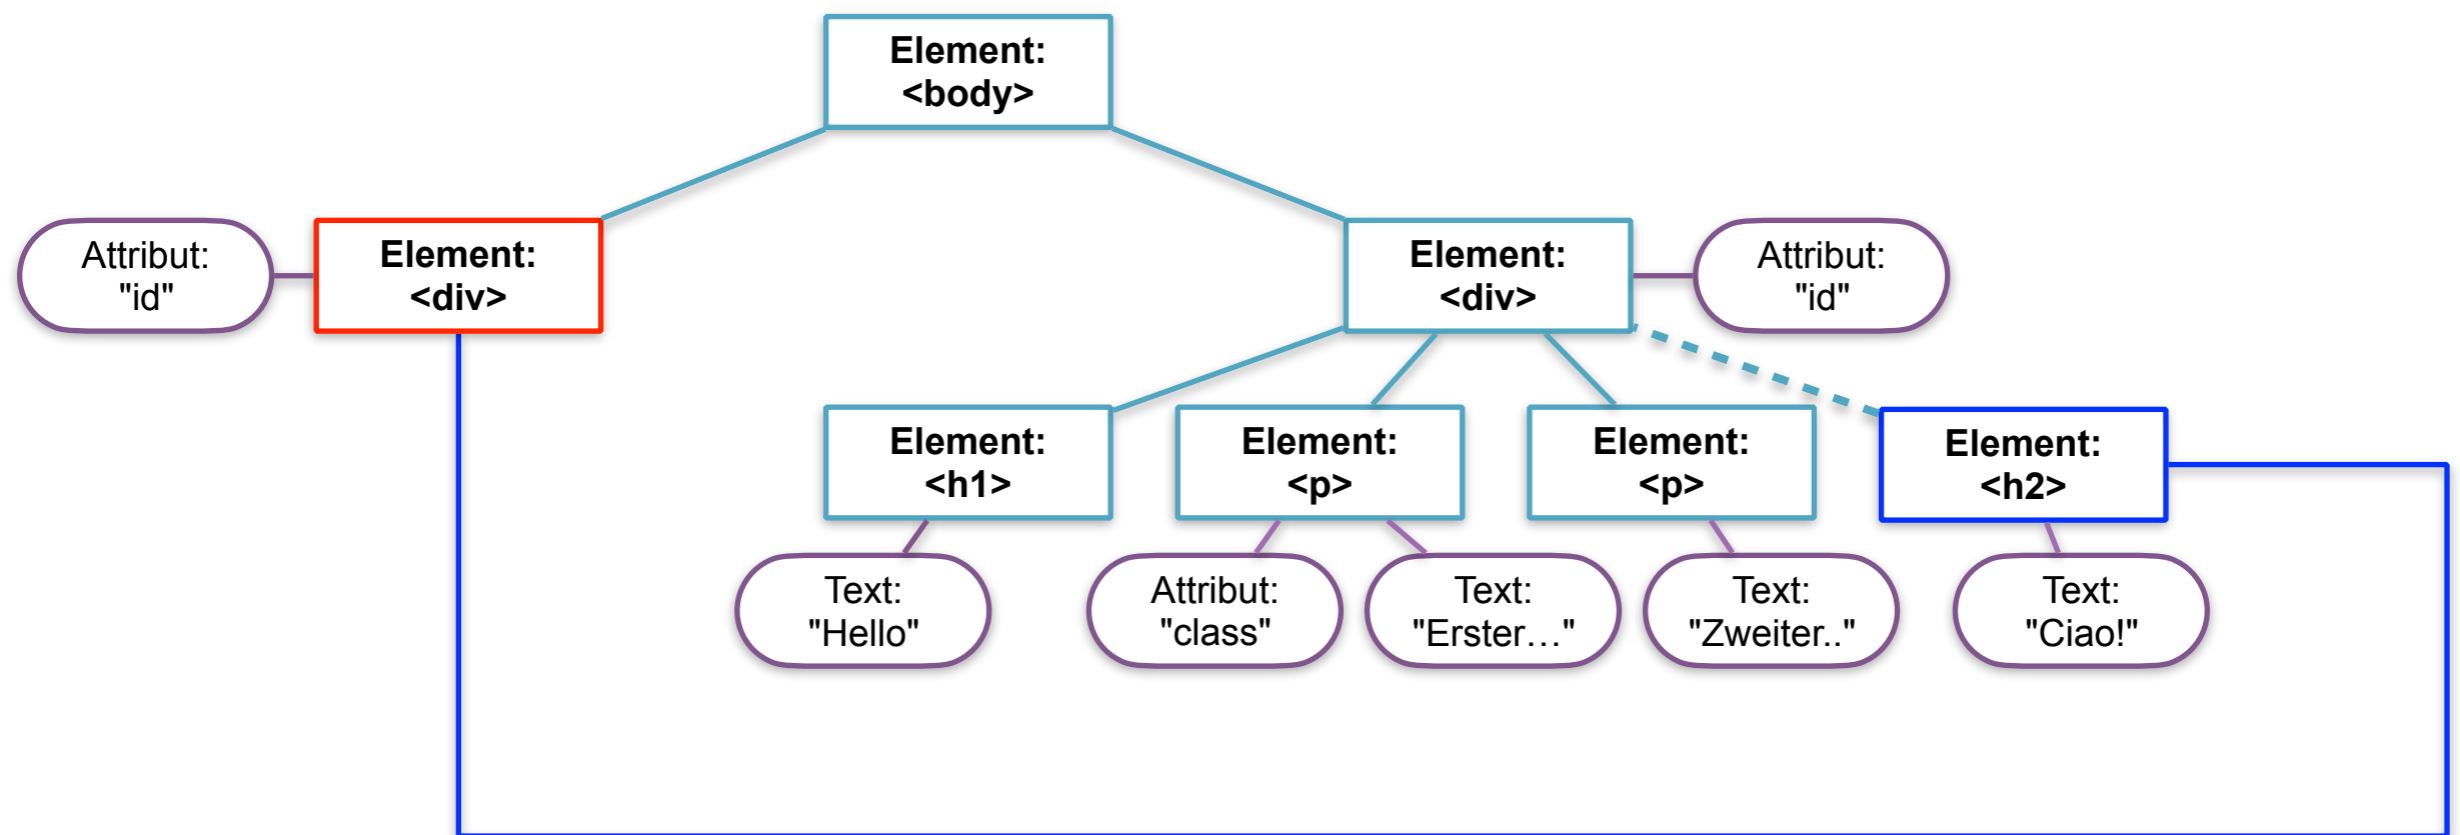 Element:
<body>
Attribut:
"id"
Element:
<div>
Element:
<div>
Attribut:
"id"
Element:
<h1>
Element:
<p>
Element:
<p>
Element:
<h2>
Text:
"Hello"
Attribut:
"class"
Text:
"Erster…"
Text:
"Zweiter.."
Text:
"Ciao!"